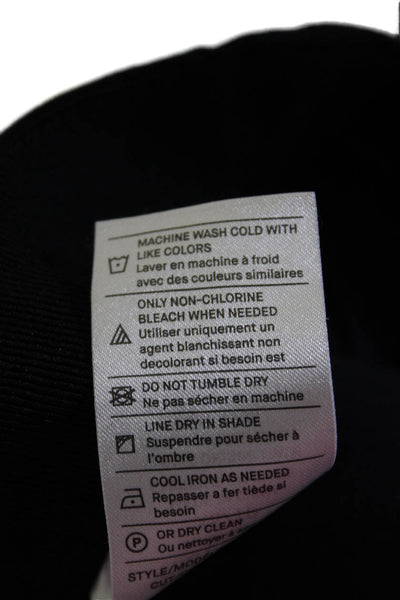 MACHINE WASH COLD WITH
LIKE COLORS
Laver en machine à froid
avec des couleurs similaires
ONLY NON-CHLORINE
BLEACH WHEN NEEDED
Utiliser uniquement un
agent blanchissant non
decolorant si besoin est
DO NOT TUMBLE DRY
Ne pas sécher en machine
LINE DRY IN SHADE
Suspendre pour sécher à
l'ombre
COOL IRON AS NEEDED
Repasser a fer tiède si
besoin
P
OR DRY CLEAN
Ou nettoyer à
STYLE/MODE